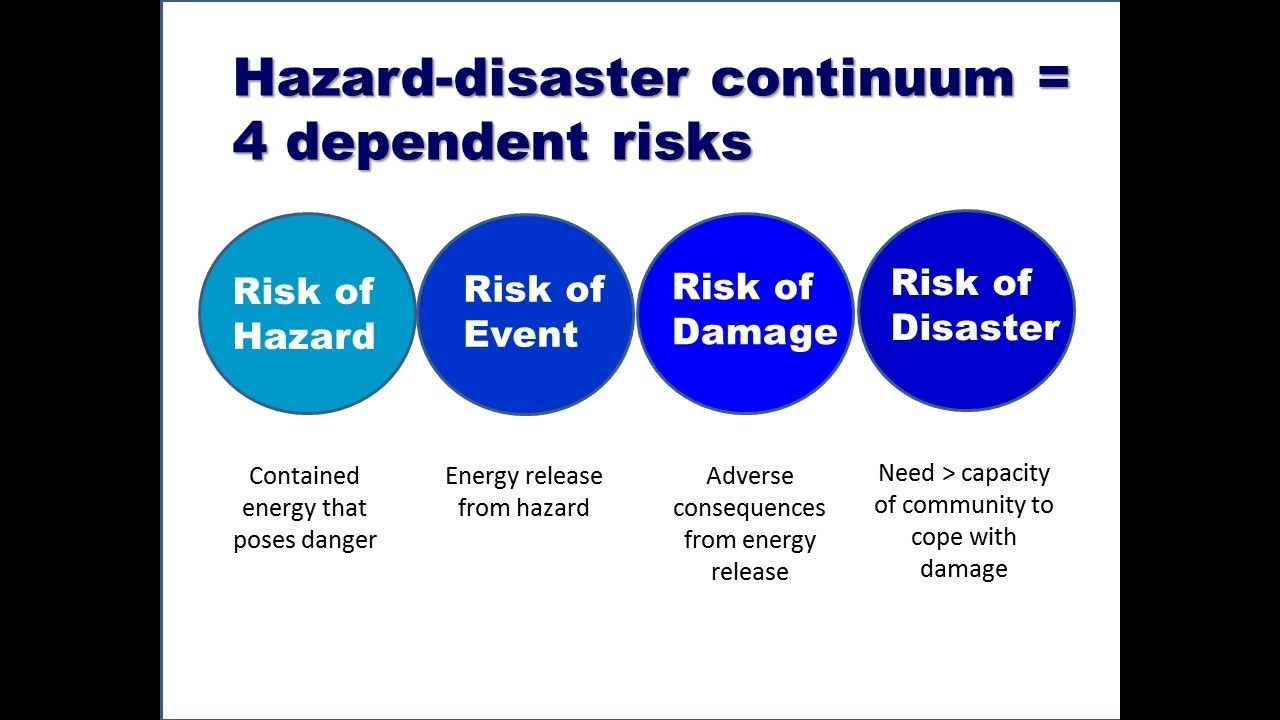 Hazard-disaster continuum =
4 dependent risks
Risk of
Hazard
Risk of
Event
Risk of
Damage
Risk of
Disaster
Contained
energy that
poses danger
Energy release
from hazard
Adverse
consequences
from energy
release
Need > capacity
of community to
cope with
damage